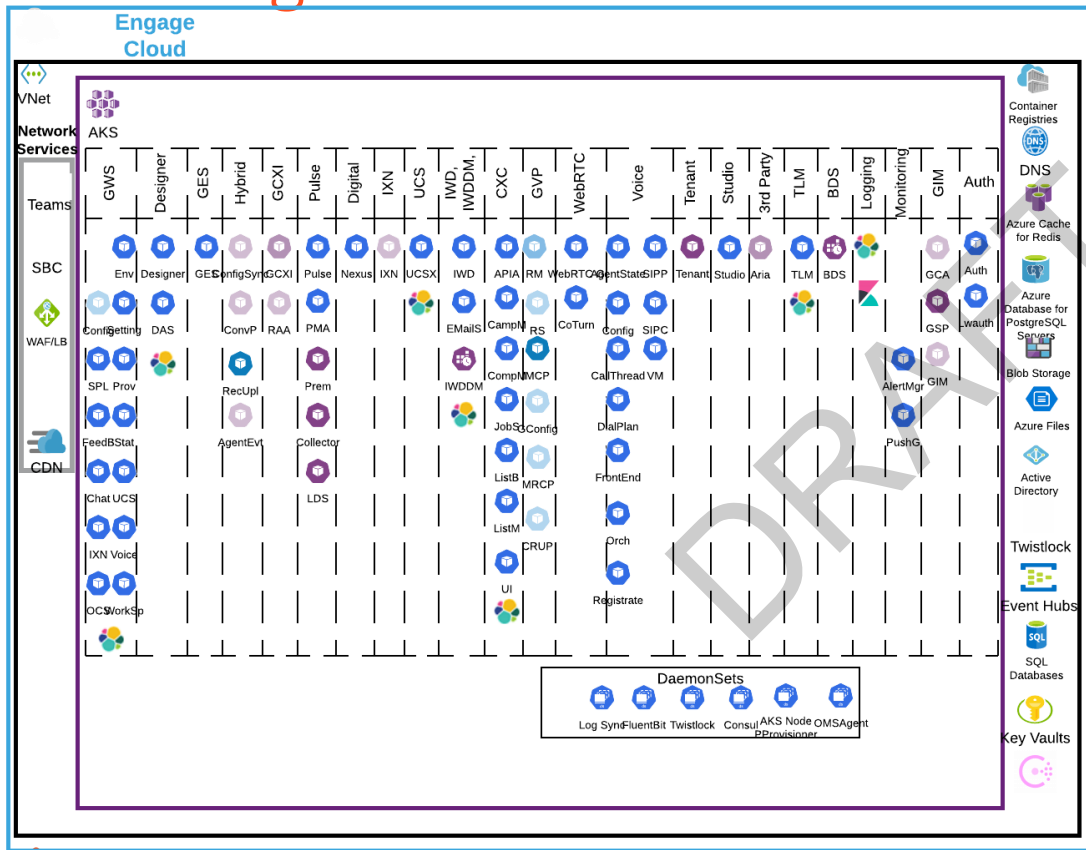 Engage
Cloud
VNet
Network
Services
Teams
SBC
WAF/LB
CDN
AKS
GWS
Designer
GES
Hybrid
GCXI
Pulse
Digital
IXN
UCS
IWD,
IWDDM,
CXC
GVP
WebRTC
Voice
Tenant
Studio
3rd Party
TLM
BDS
Logging
Monitoring
GIM
Auth
Env
Designer
GES
ConfigSync
GCXI
Pulse
Nexus
IXN
UCSX
IWD
APIA
RM
WebRTC
AgentState
SIPP
Tenant
Studio
Aria
TLM
BDS
GCA
Auth
Config
Setting
DAS
ConvP
RAA
PMA
EMailS
CampM
RS
CoTurn
Config
SIPC
GSP
Lwauth
SPL
Prov
RecUpl
Prem
IWDDM
CompM
MCP
CallThread
VM
AlertMgr
GIM
FeedB
Stat
AgentEvt
Collector
JobS
GConfig
DialPlan
PushG
Chat
UCS
LDS
ListB
MRCP
FrontEnd
IXN
Voice
ListM
CRUP
Orch
OCS
WorkSp
UI
Registrate
DaemonSets
Log Sync
FluentBit
Twistlock
Consul
AKS Node
PProvisioner
OMSAgent
Container
Registries
DNS
DNS
Azure Cache
for Redis
Azure
Database for
PostgreSQL
Servers
Blob Storage
Azure Files
Active
Directory
Twistlock
Event Hubs
SQL
SQL
Databases
Key Vaults
DRAFT